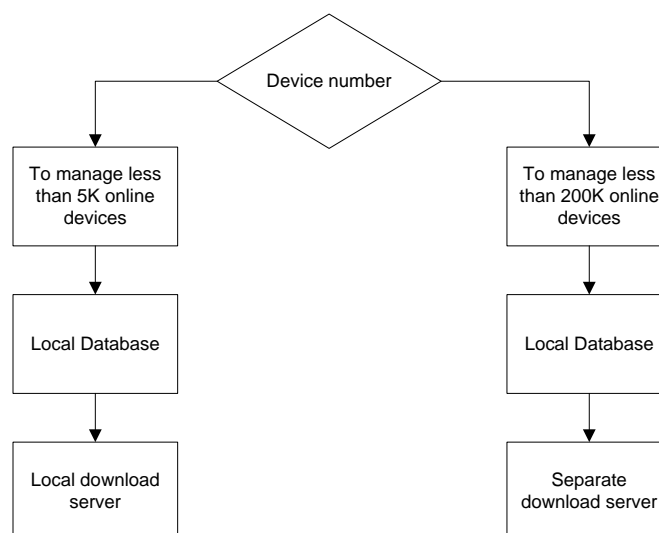 Device number
To manage less
than 5K online
devices
To manage less
than 200K online
devices
Local Database
Local Database
Local download
server
Separate
download server